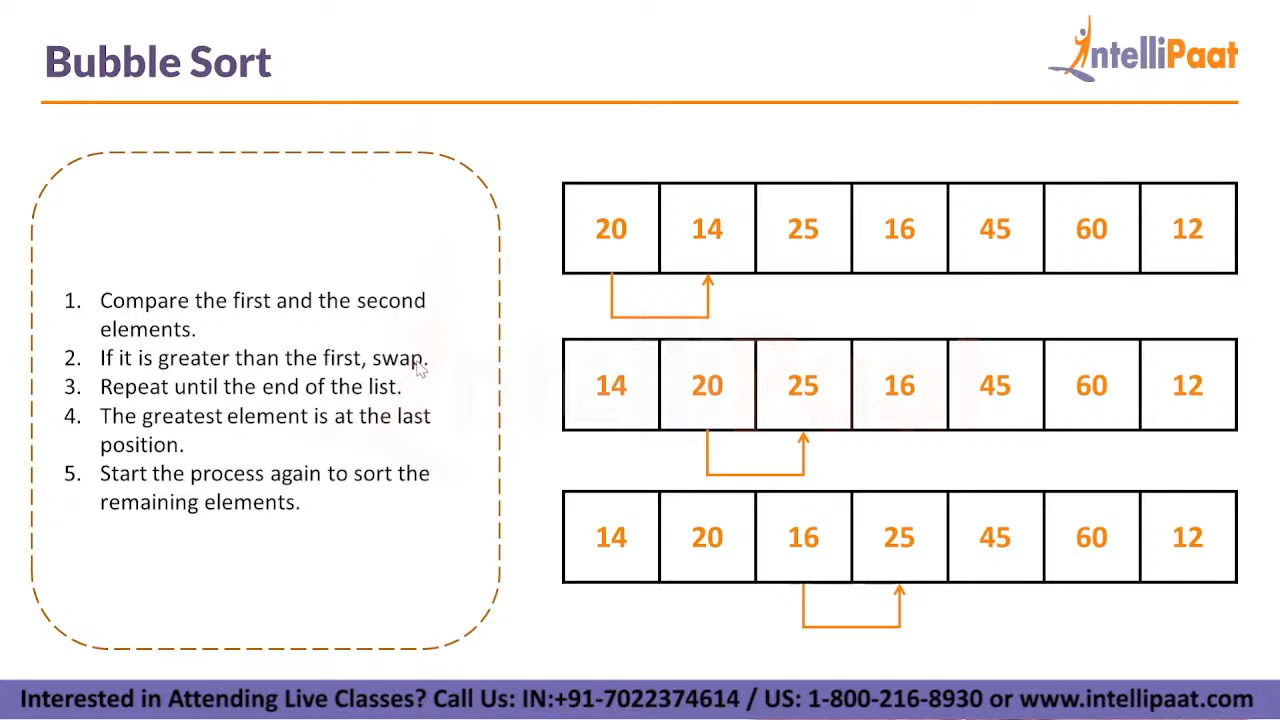 Bubble Sort
IntelliPaat
1. Compare the first and the second
elements.
2. If it is greater than the first, swap.
3. Repeat until the end of the list.
4. The greatest element is at the last
position.
5. Start the process again to sort the
remaining elements.
20 14 25 16 45 60 12
14 20 25 16 45 60 12
14 20 16 25 45 60 12
IntelliPaat
Interested in Attending Live Classes? Call Us: IN:+91-7022374614 / US: 1-800-216-8930 or www.intellipaat.com